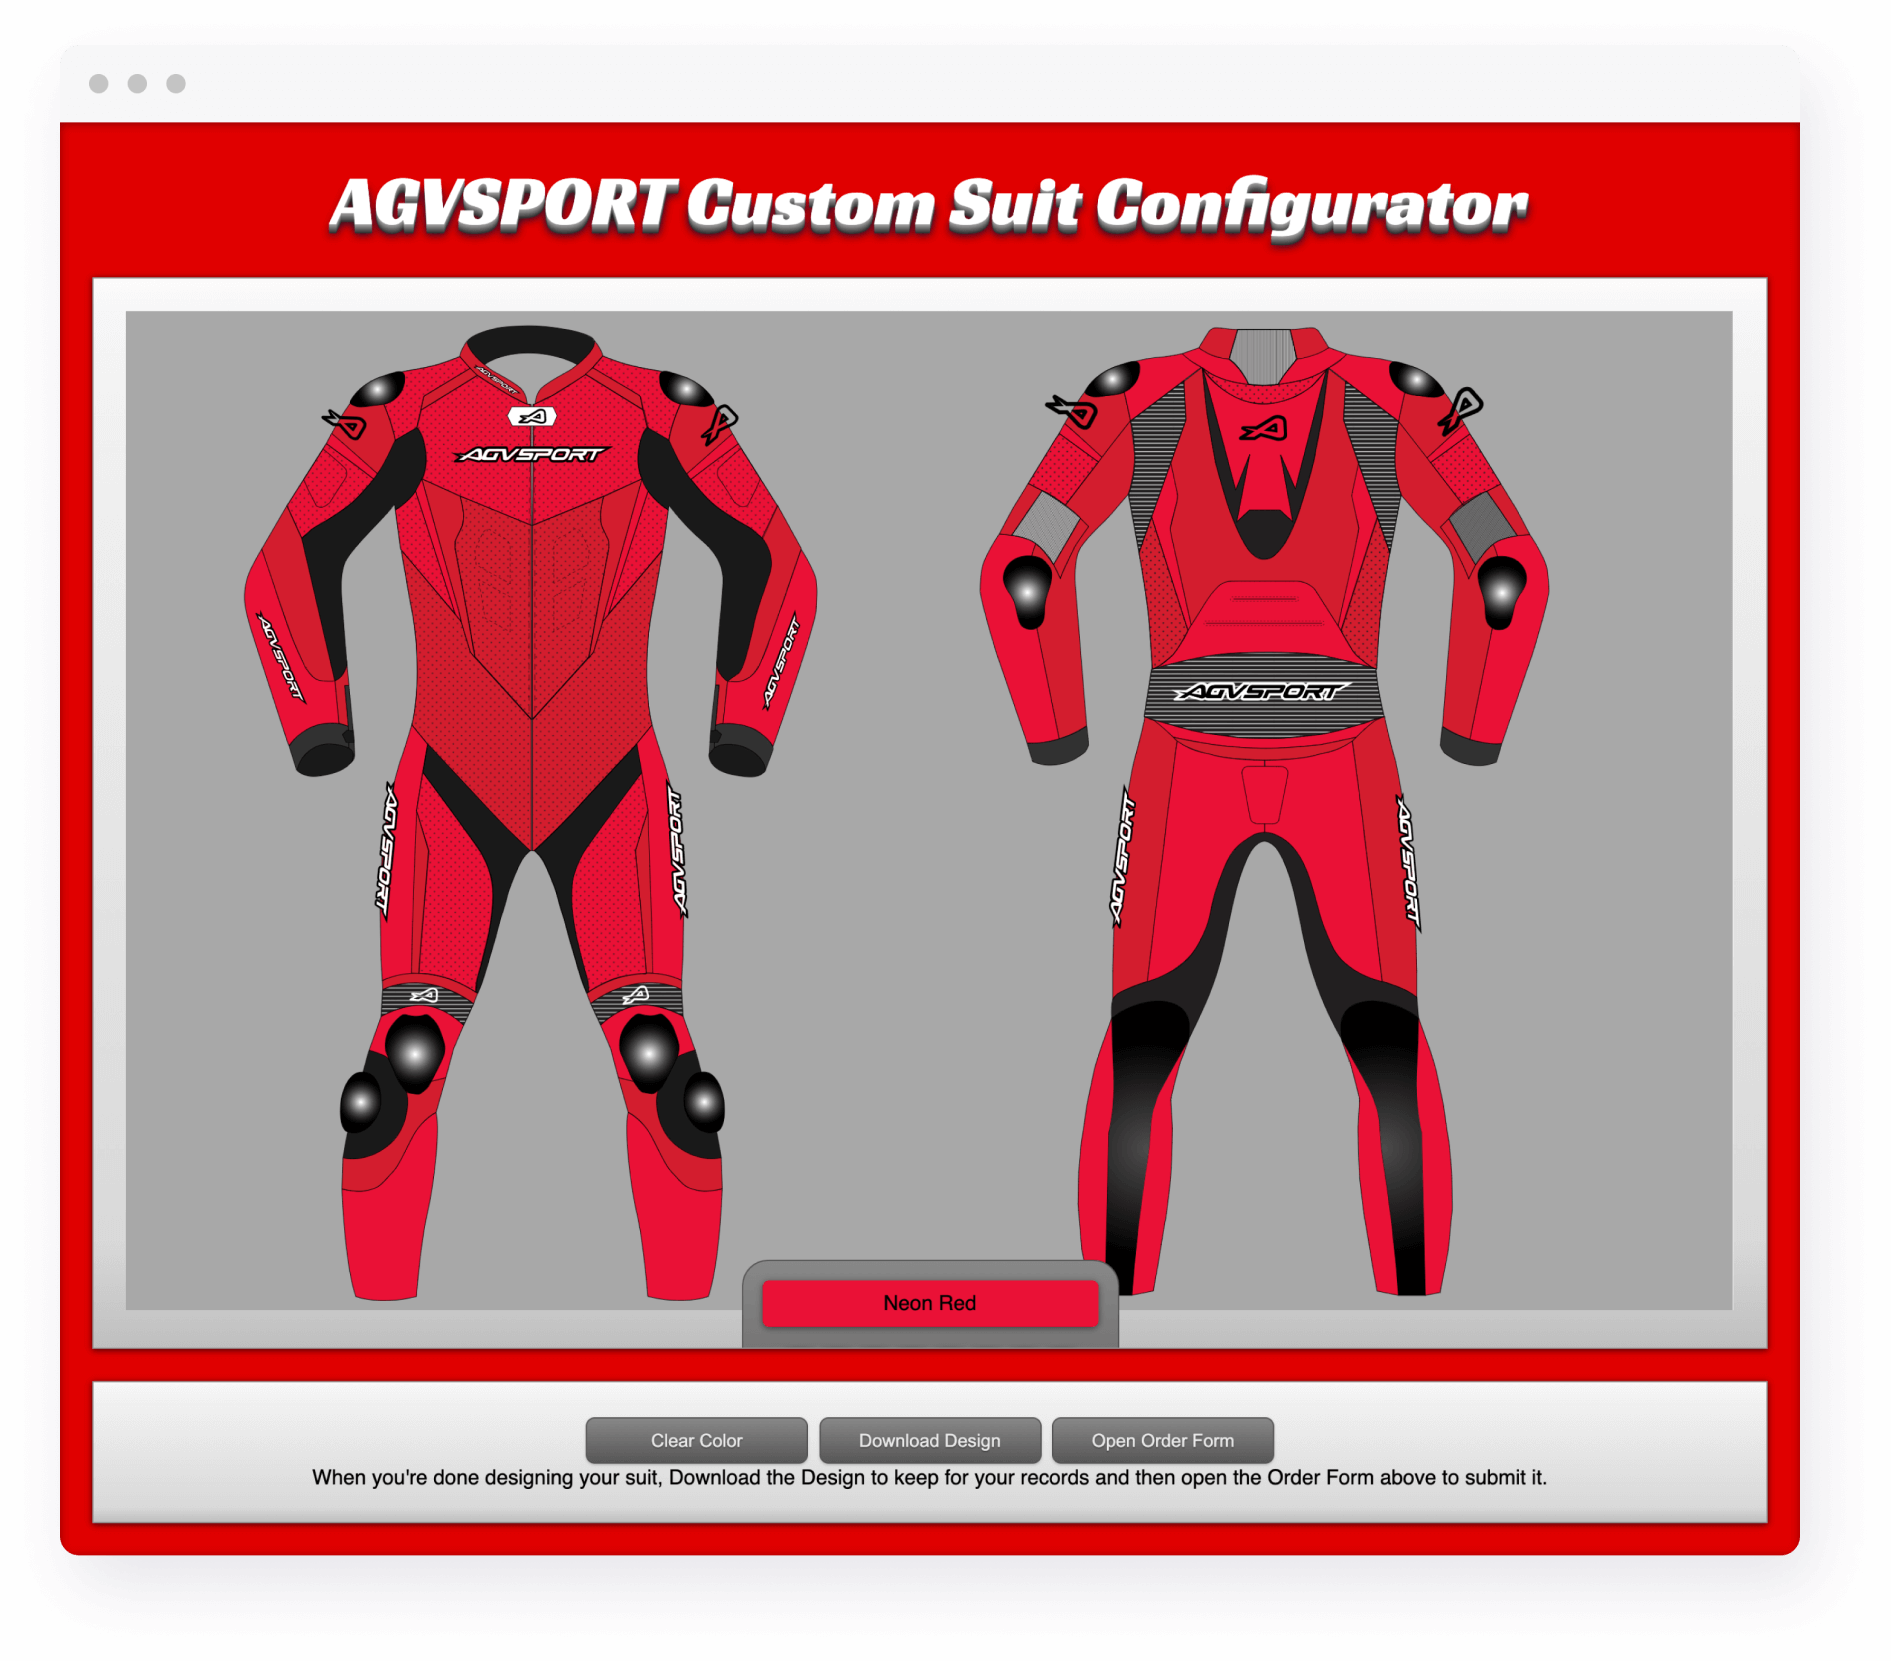 AGVSPORT Custom Suit Configurator
AGVSPORT
AGVSPORT
AGVSPORT
AGVSPORT
AGVSPORT
AGVSPORT
AGVSPORT
AGVSPORT
AGVSPORT
Neon Red
Clear Color
Download Design
Open Order Form
When you're done designing your suit, Download the Design to keep for your records and then open the Order Form above to submit it.